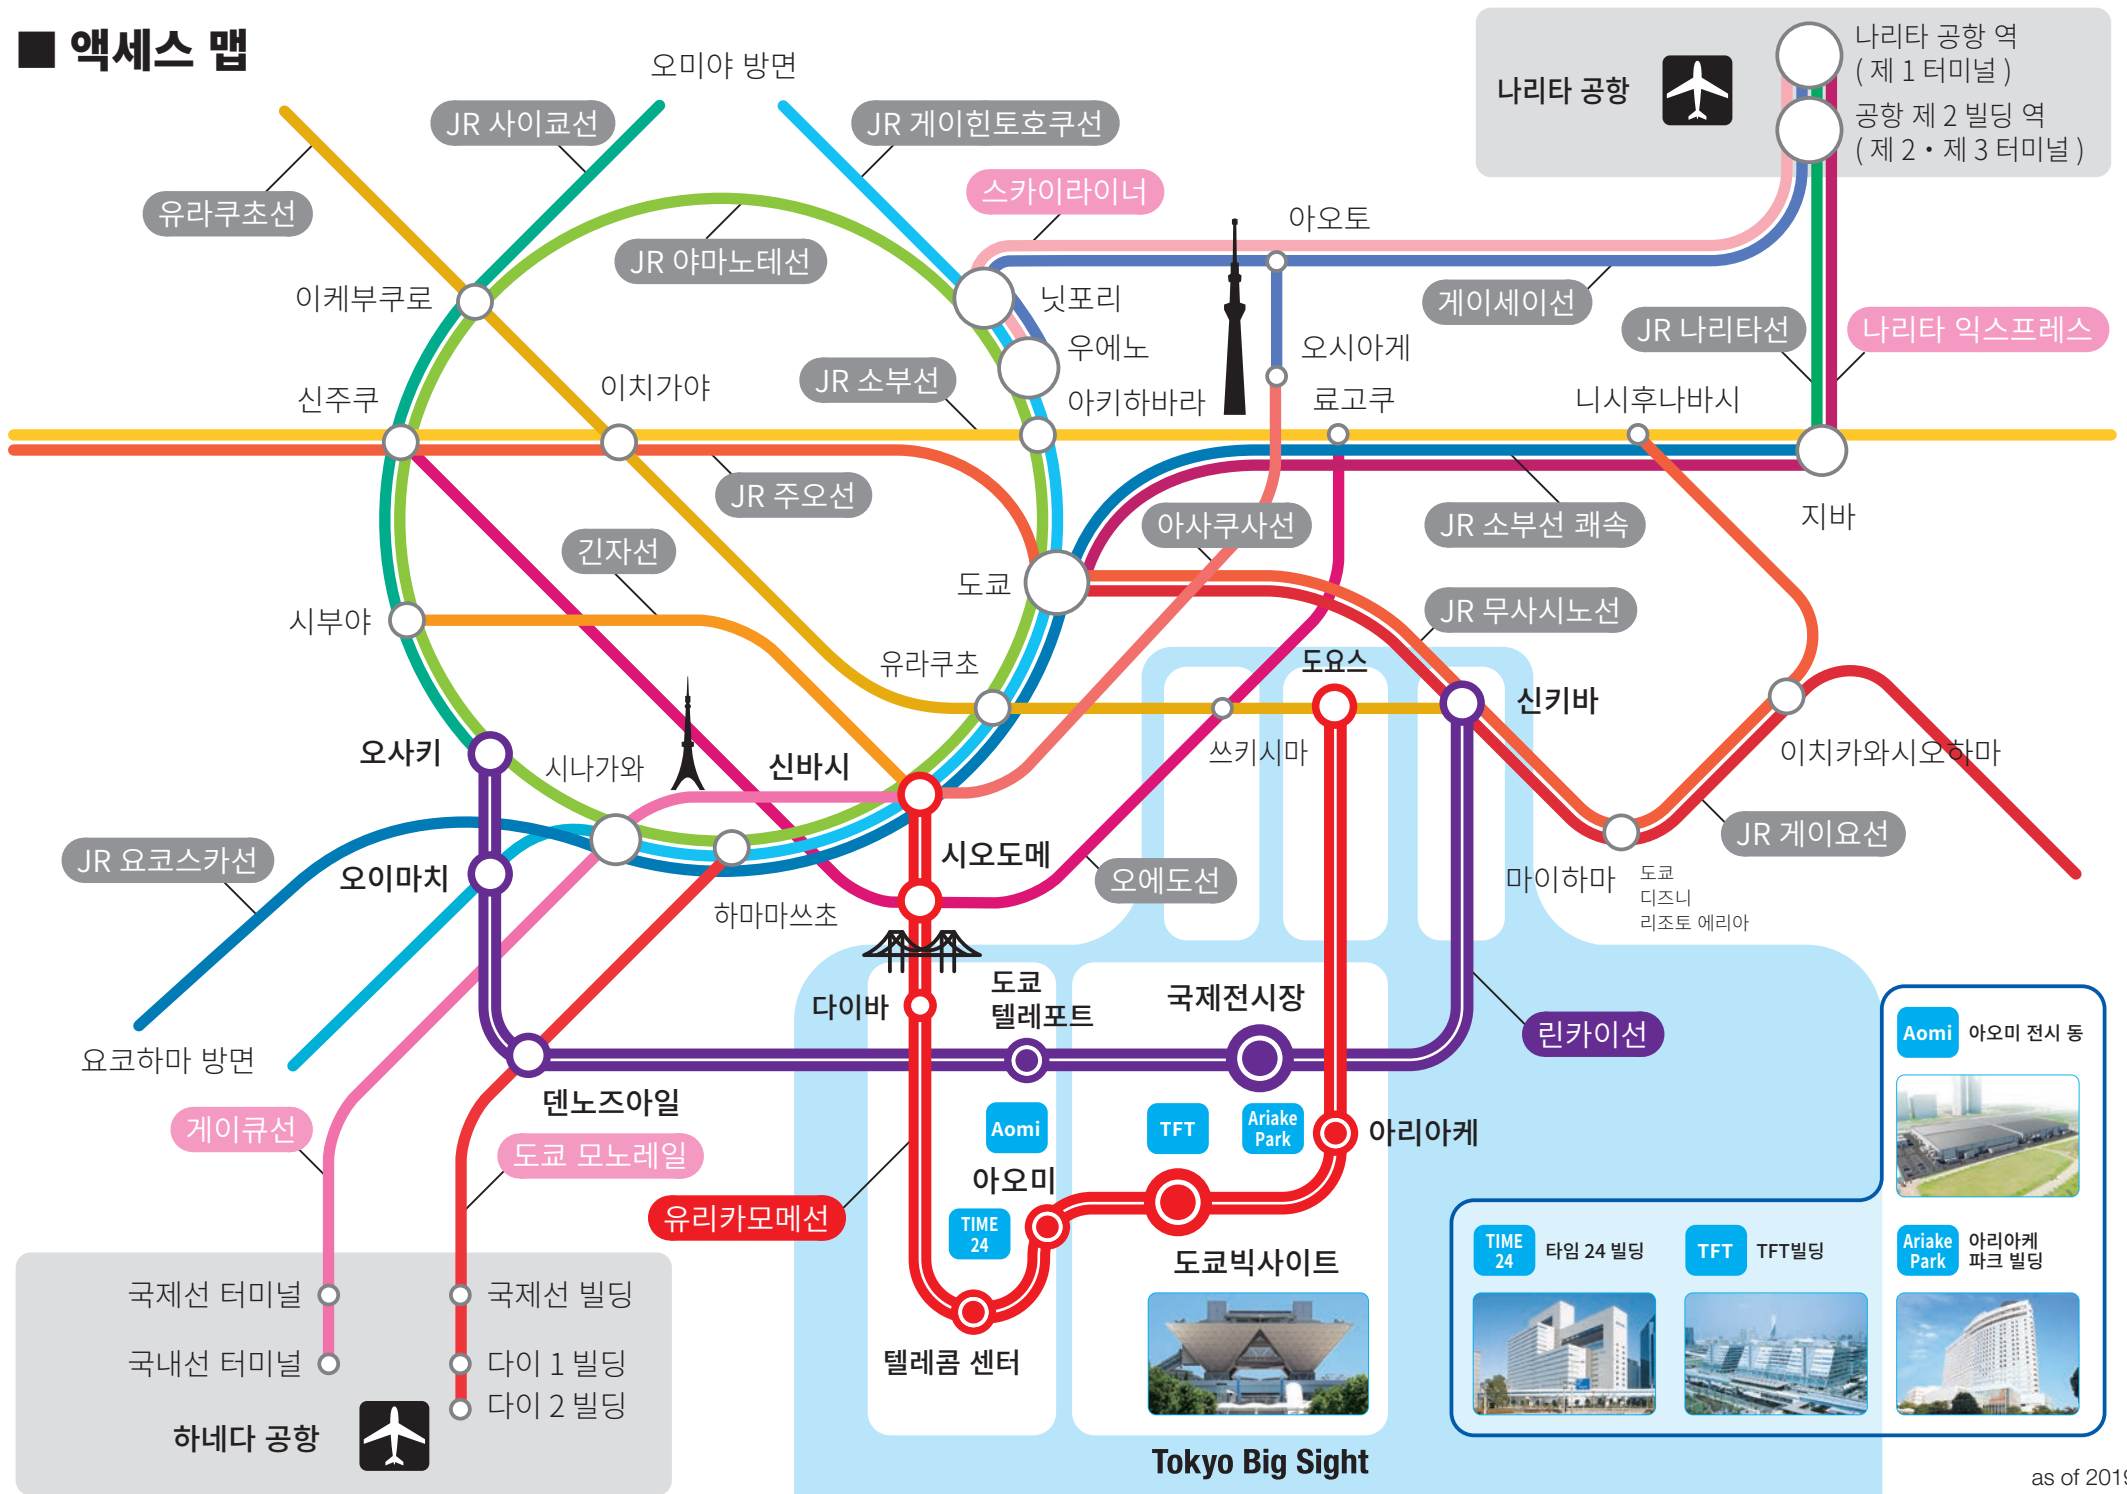 ■ 액세스 맵
오미야 방면
JR 사이쿄선
JR 게이힌토호쿠선
유라쿠초선
JR 야마노테선
스카이라이너
나리타 공항
나리타 공항 역
( 제 1 터미널 )
공항 제 2 빌딩 역
( 제 2・제 3 터미널 )
아오토
게이세이선
이케부쿠로
닛포리
우에노
오시아게
JR 나리타선
나리타 익스프레스
신주쿠
이치가야
JR 소부선
아키하바라
료고쿠
니시후나바시
JR 주오선
아사쿠사선
JR 소부선 쾌속
지바
긴자선
도쿄
시부야
JR 무사시노선
유라쿠초
도요스
신키바
오사키
시나가와
신바시
쓰키시마
이치카와시오하마
JR 요코스카선
오이마치
시오도메
오에도선
JR 게이요선
마이하마
도쿄
디즈니
리조토 에리아
하마마쓰초
요코하마 방면
다이바
도쿄
텔레포트
국제전시장
린카이선
덴노즈아일
게이큐선
도쿄 모노레일
유리카모메선
Aomi
아오미
TIME
24
TFT
Ariake
Park
아리아케
도쿄빅사이트
텔레콤 센터
Tokyo Big Sight
국제선 터미널
국제선 빌딩
국내선 터미널
다이 1 빌딩
다이 2 빌딩
하네다 공항
Aomi
아오미 전시 동
TIME
24
타임 24 빌딩
TFT
TFT빌딩
Ariake
Park
아리아케
파크 빌딩
as of 2019